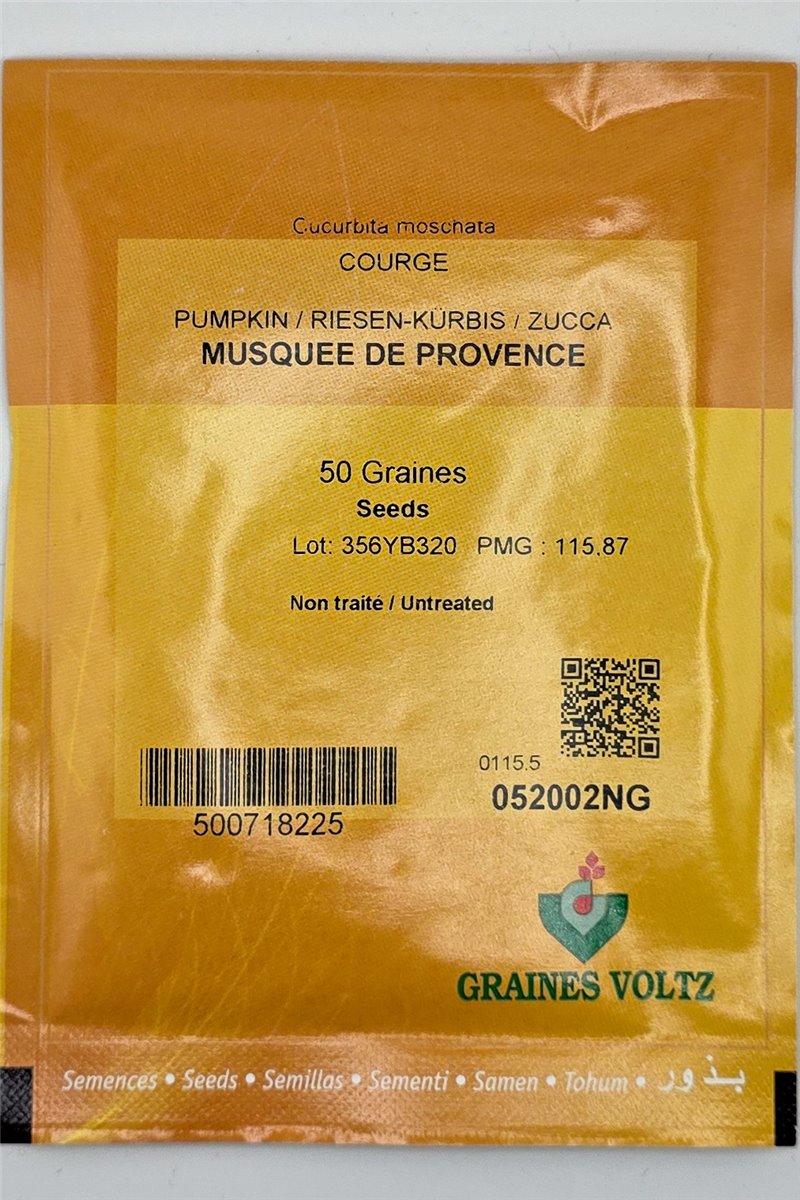 Cucurbita moschata
COURGE
PUMPKIN / RIESEN-KÜRBIS / ZUCCA
MUSQUEE DE PROVENCE
50 Graines
Seeds
Lot: 356YB320 PMG : 115.87
Non traité / Untreated
0115.5
052002NG
500718225
GRAINES VOLTZ
Semences • Seeds • Semillas • Sementi • Samen • Tohum • بذور